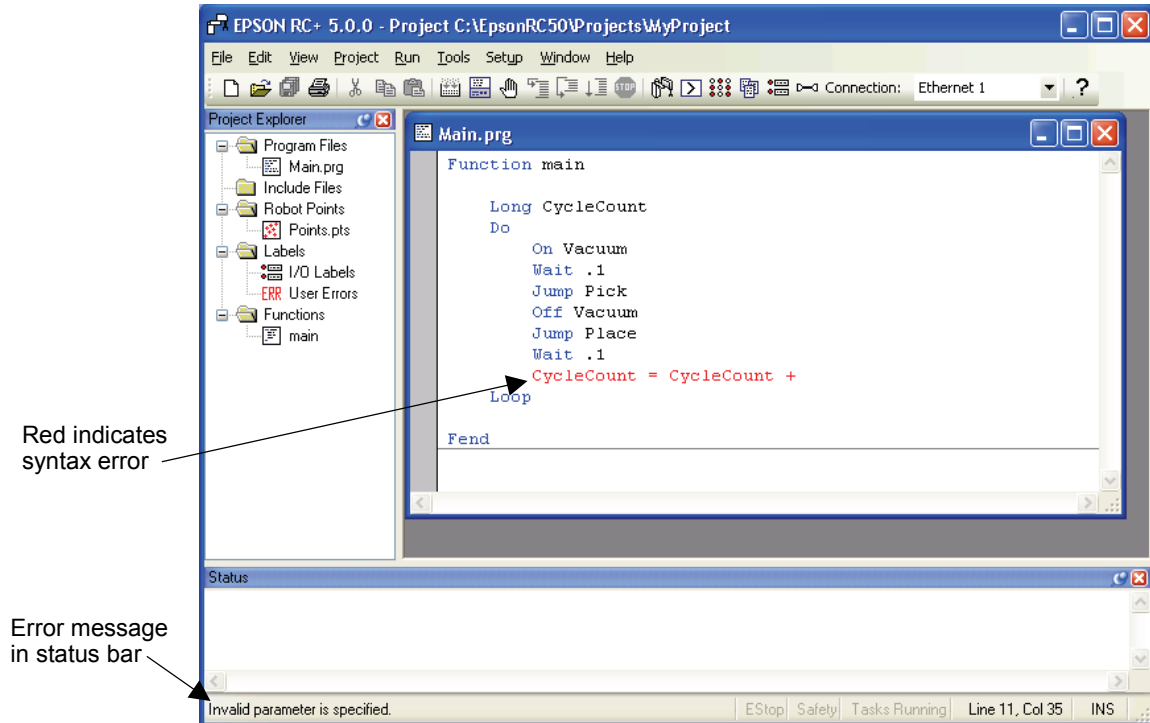 EPSON RC+ 5.0.0 - Project C:\EpsonRC50\Projects\MyProject
File Edit View Project Run Tools Setup Window Help
STOP Connection: Ethernet 1 ?
Project Explorer
Program Files
Main.prg
Include Files
Robot Points
Points.pts
Labels
I/O Labels
ERR User Errors
Functions
main
Main.prg
Function main
Long CycleCount
Do
On Vacuum
Wait .1
Jump Pick
Off Vacuum
Jump Place
Wait .1
CycleCount = CycleCount +
Loop
Fend
Red indicates
syntax error
Status
Error message
in status bar
Invalid parameter is specified. EStop Safety Tasks Running Line 11, Col 35 INS